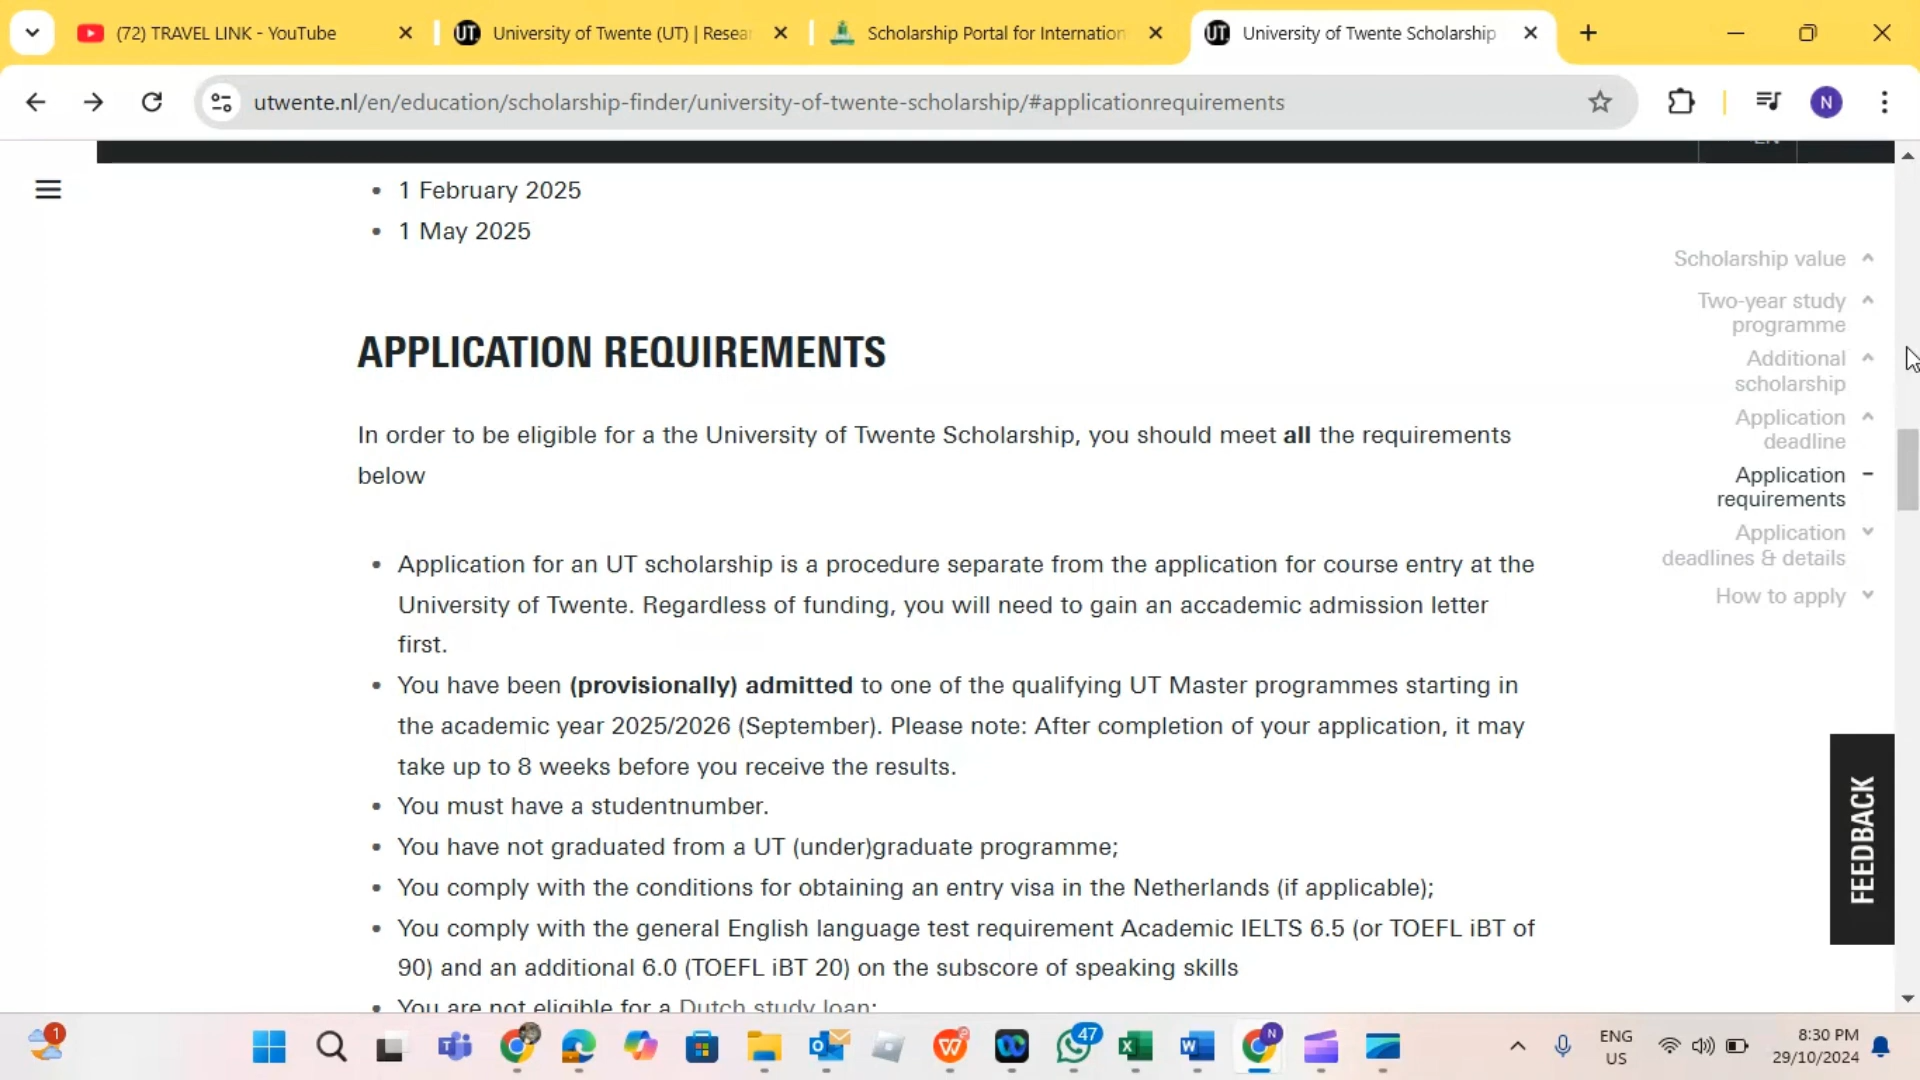 (72) TRAVEL LINK - YouTube
University of Twente (UT) | Resea
Scholarship Portal for Internation
University of Twente Scholarship
utwente.nl/en/education/scholarship-finder/university-of-twente-scholarship/#applicationrequirements
N
EN
• 1 February 2025
• 1 May 2025
APPLICATION REQUIREMENTS
In order to be eligible for a the University of Twente Scholarship, you should meet all the requirements
below
• Application for an UT scholarship is a procedure separate from the application for course entry at the
University of Twente. Regardless of funding, you will need to gain an accademic admission letter
first.
• You have been (provisionally) admitted to one of the qualifying UT Master programmes starting in
the academic year 2025/2026 (September). Please note: After completion of your application, it may
take up to 8 weeks before you receive the results.
• You must have a studentnumber.
• You have not graduated from a UT (under)graduate programme;
• You comply with the conditions for obtaining an entry visa in the Netherlands (if applicable);
• You comply with the general English language test requirement Academic IELTS 6.5 (or TOEFL iBT of
90) and an additional 6.0 (TOEFL iBT 20) on the subscore of speaking skills
• You are not eligible for a Dutch study loan;
Scholarship value
Two-year study
programme
Additional
scholarship
Application
deadline
Application
requirements
Application
deadlines & details
How to apply
FEEDBACK
1
47
N
ENG
US
8:30 PM
29/10/2024